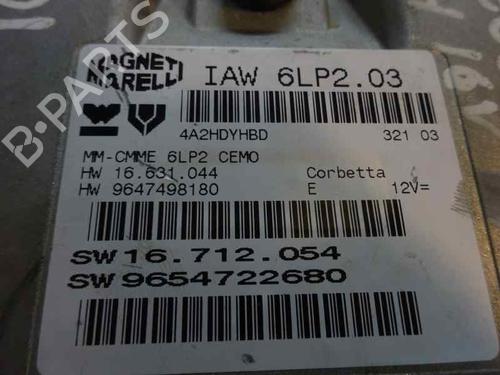 MAGNETI
MARELLI
IAW 6LP2.03
4A2HDYHBD 321 03
MM-CMME 6LP2 CEMO
HW 16.631.044 Corbetta
HW 9647498180 E 12V=
SW 16.712.054
SW 9654722680
B-PARTS